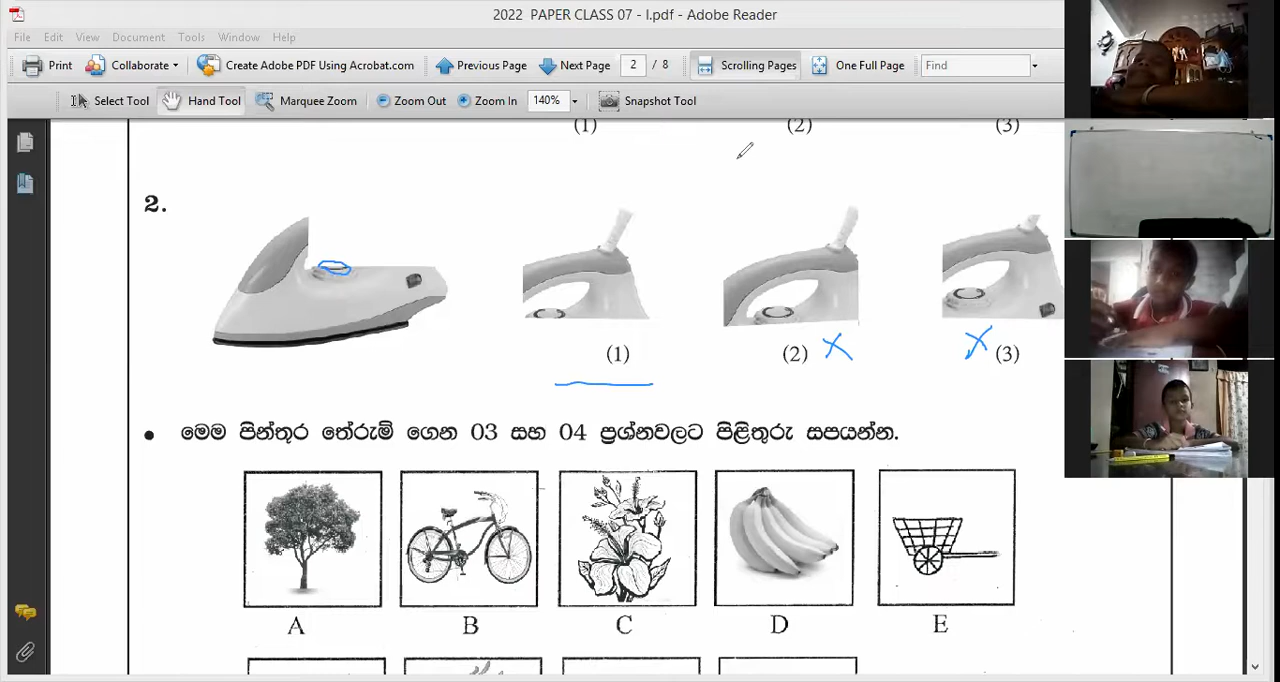 2022 PAPER CLASS 07 - I.pdf - Adobe Reader
File Edit View Document Tools Window Help
Print Collaborate Create Adobe PDF Using Acrobat.com Previous Page Next Page 2 / 8 Scrolling Pages One Full Page Find
Select Tool Hand Tool Marquee Zoom Zoom Out Zoom In 140% Snapshot Tool
(1) (2) (3)
2.
(1) (2) (3)
• මෙම පින්තූර තේරුම් ගෙන 03 සහ 04 ප්‍රශ්නවලට පිළිතුරු සපයන්න.
A B C D E